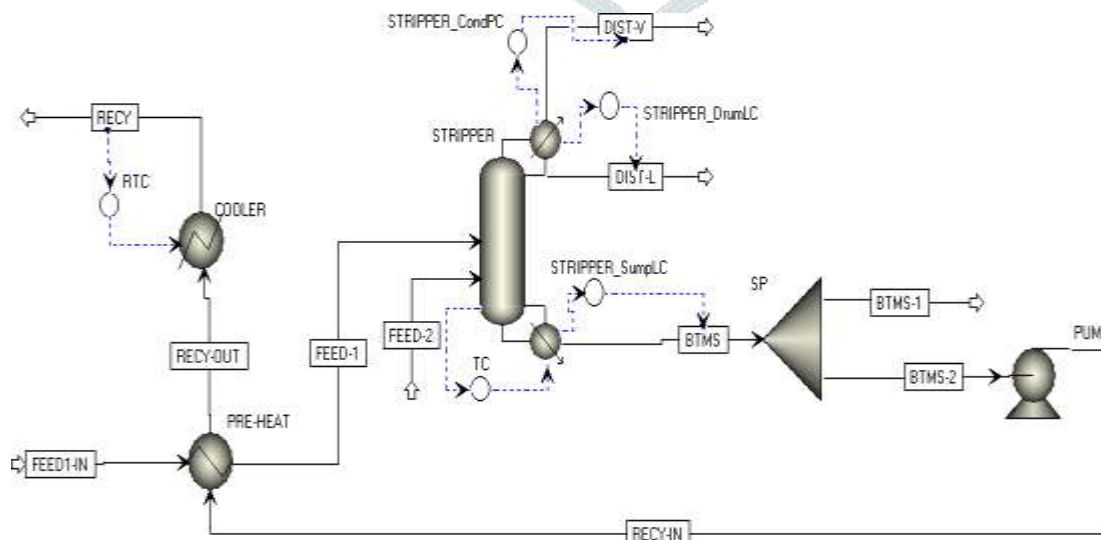 STRIPPER_CondPC
DIST-V
STRIPPER
STRIPPER_DrumLC
RECY
DIST-L
RTC
COOLER
STRIPPER_SumpLC
SP
BTMS-1
FEED-1
FEED-2
BTMS
PUM
RECY-OUT
TC
BTMS-2
PRE-HEAT
FEED1-IN
RECY-IN